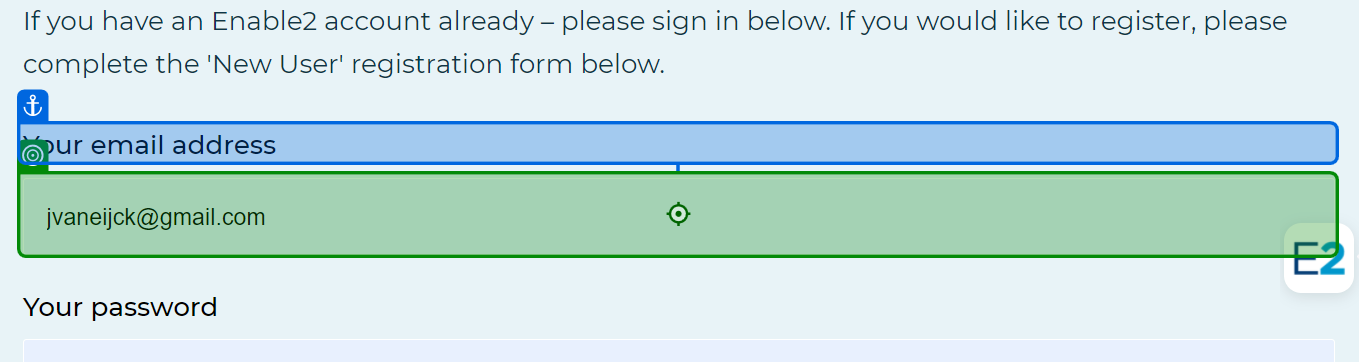 If you have an Enable2 account already – please sign in below. If you would like to register, please
complete the 'New User' registration form below.
Your email address
jvaneijck@gmail.com
E2
Your password